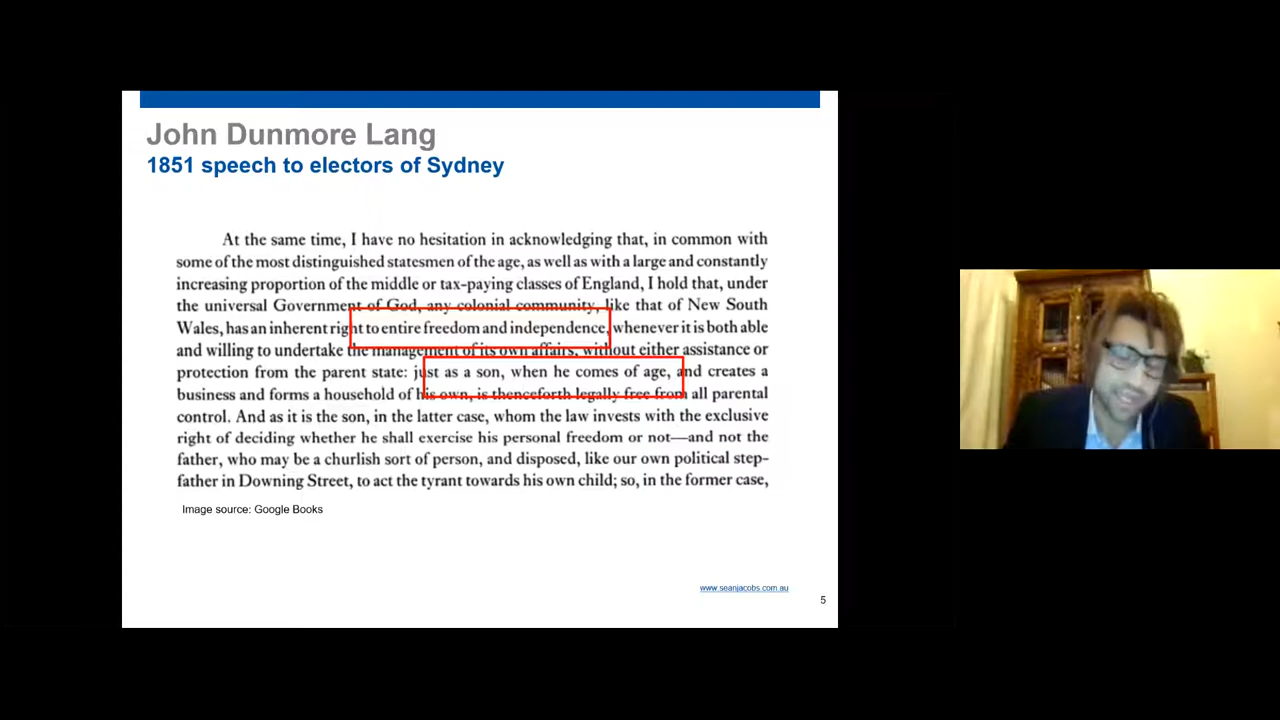 John Dunmore Lang
1851 speech to electors of Sydney
At the same time, I have no hesitation in acknowledging that, in common with
some of the most distinguished statesmen of the age, as well as with a large and constantly
increasing proportion of the middle or tax-paying classes of England, I hold that, under
the universal Government of God, any colonial community, like that of New South
Wales, has an inherent right to entire freedom and independence, whenever it is both able
and willing to undertake the management of its own affairs, without either assistance or
protection from the parent state: just as a son, when he comes of age, and creates a
business and forms a household of his own, is thenceforth legally free from all parental
control. And as it is the son, in the latter case, whom the law invests with the exclusive
right of deciding whether he shall exercise his personal freedom or not—and not the
father, who may be a churlish sort of person, and disposed, like our own political step-
father in Downing Street, to act the tyrant towards his own child; so, in the former case,
Image source: Google Books
www.seanjacobs.com.au
5